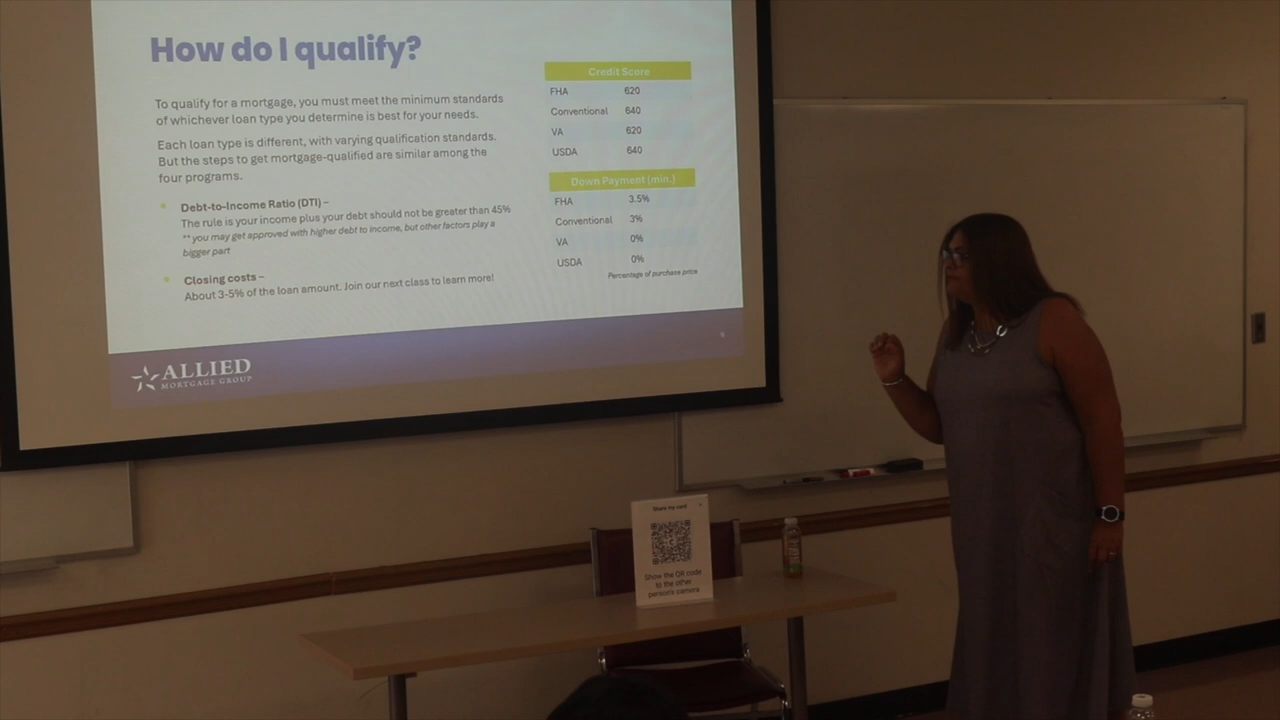 How do I qualify?
To qualify for a mortgage, you must meet the minimum standards
of whichever loan type you determine is best for your needs.
Each loan type is different, with varying qualification standards.
But the steps to get mortgage-qualified are similar among the
four programs.
Debt-to-Income Ratio (DTI) –
The rule is your income plus your debt should not be greater than 45%
** you may get approved with higher debt to income, but other factors play a
bigger part
Closing costs –
About 3-5% of the loan amount. Join our next class to learn more!
Credit Score
FHA 620
Conventional 640
VA 620
USDA 640
Down Payment (min.)
FHA 3.5%
Conventional 3%
VA 0%
USDA 0%
Percentage of purchase price
ALLIED
MORTGAGE GROUP
Share my card
Show the QR code
to the other
person's camera